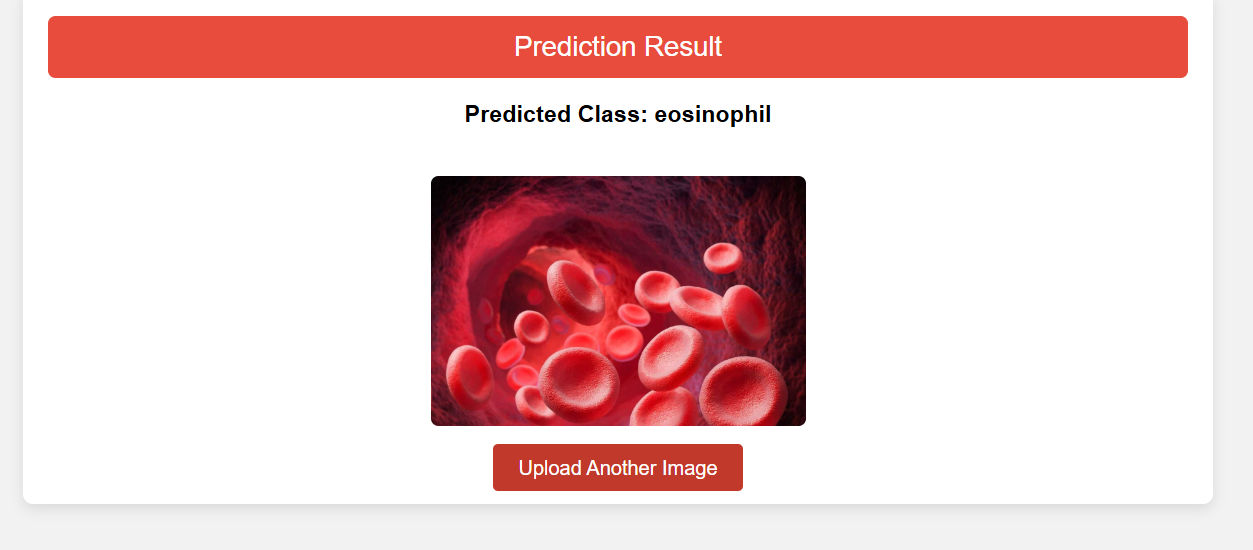 Prediction Result
Predicted Class: eosinophil
Upload Another Image